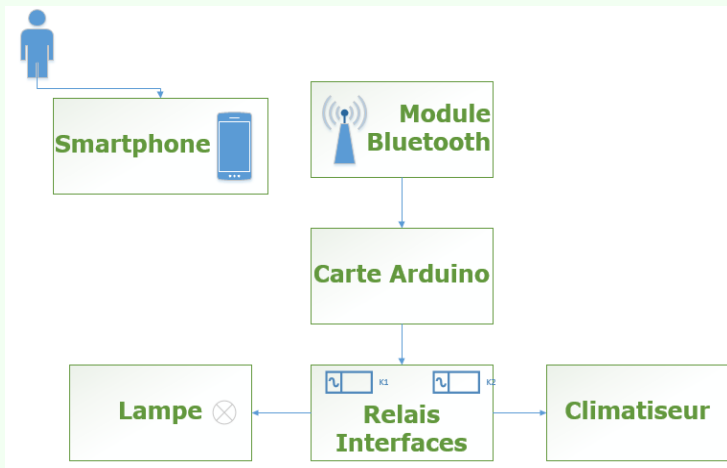 Smartphone
Module
Bluetooth
Carte Arduino
K1
K2
Relais
Interfaces
Lampe
Climatiseur